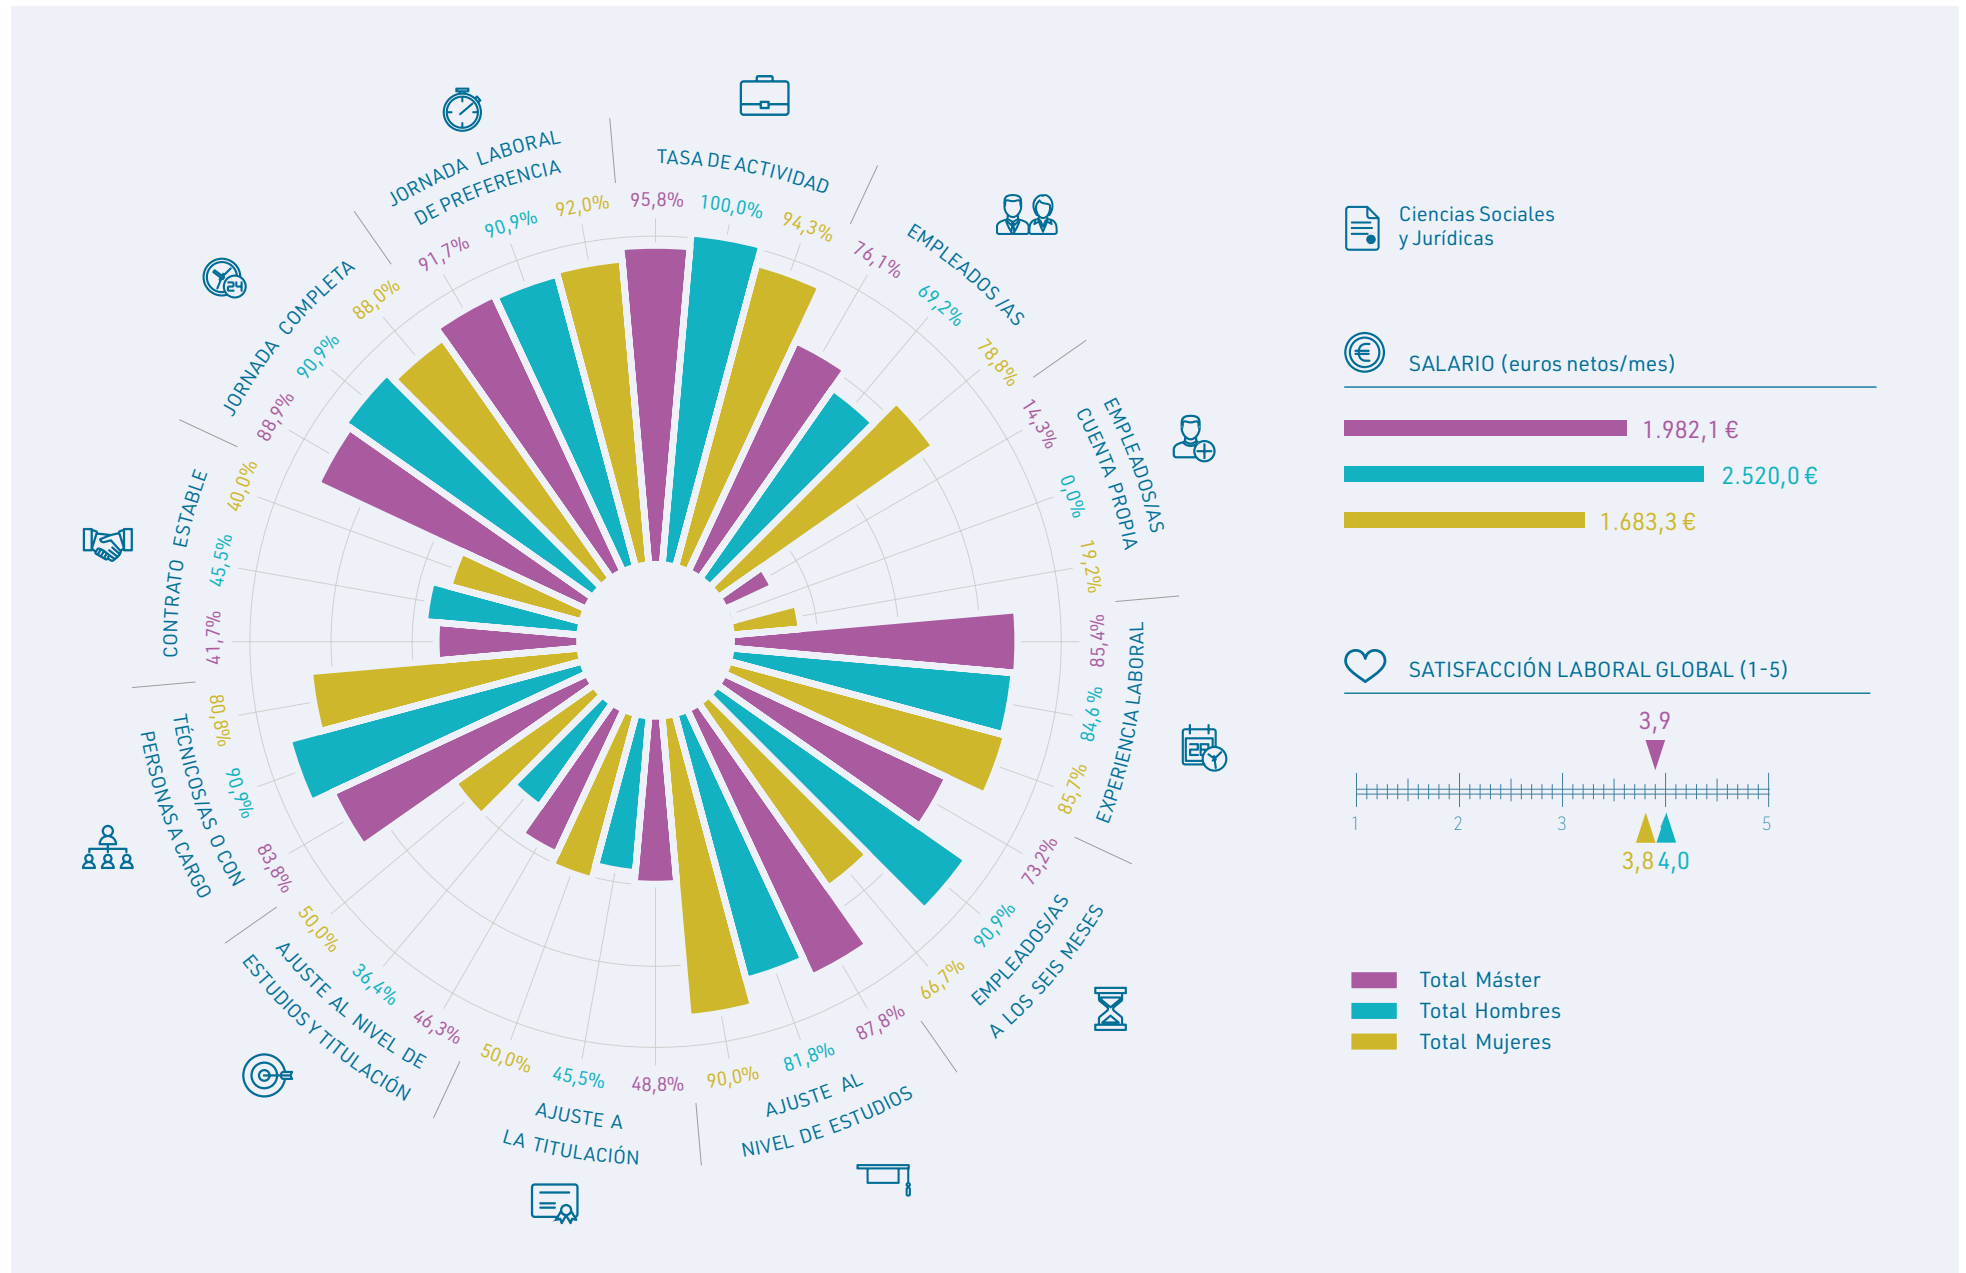 TASA DE ACTIVIDAD
95,8%
100,0%
94,3%
EMPLEADOS /AS
76,1%
69,2%
78,8%
EMPLEADOS/AS
CUENTA PROPIA
14,3%
0,0%
19,2%
EXPERIENCIA LABORAL
85,4%
84,6 %
85,7%
EMPLEADOS/AS
A LOS SEIS MESES
73,2%
90,9%
66,7%
AJUSTE AL
NIVEL DE ESTUDIOS
87,8%
81,8%
90,0%
AJUSTE A
LA TITULACIÓN
48,8%
45,5%
50,0%
AJUSTE AL NIVEL DE
ESTUDIOS Y TITULACIÓN
46,3%
36,4%
50,0%
TÉCNICOS/AS O CON
PERSONAS A CARGO
83,8%
90,9%
80,8%
CONTRATO ESTABLE
41,7%
45,5%
40,0%
JORNADA COMPLETA
24
88,9%
90,9%
88,0%
JORNADA LABORAL
DE PREFERENCIA
91,7%
90,9%
92,0%
Ciencias Sociales
y Jurídicas
€
SALARIO (euros netos/mes)
1.982,1 €
2.520,0 €
1.683,3 €
SATISFACCIÓN LABORAL GLOBAL (1-5)
3,9
1 2 3 5
3,8 4,0
Total Máster
Total Hombres
Total Mujeres